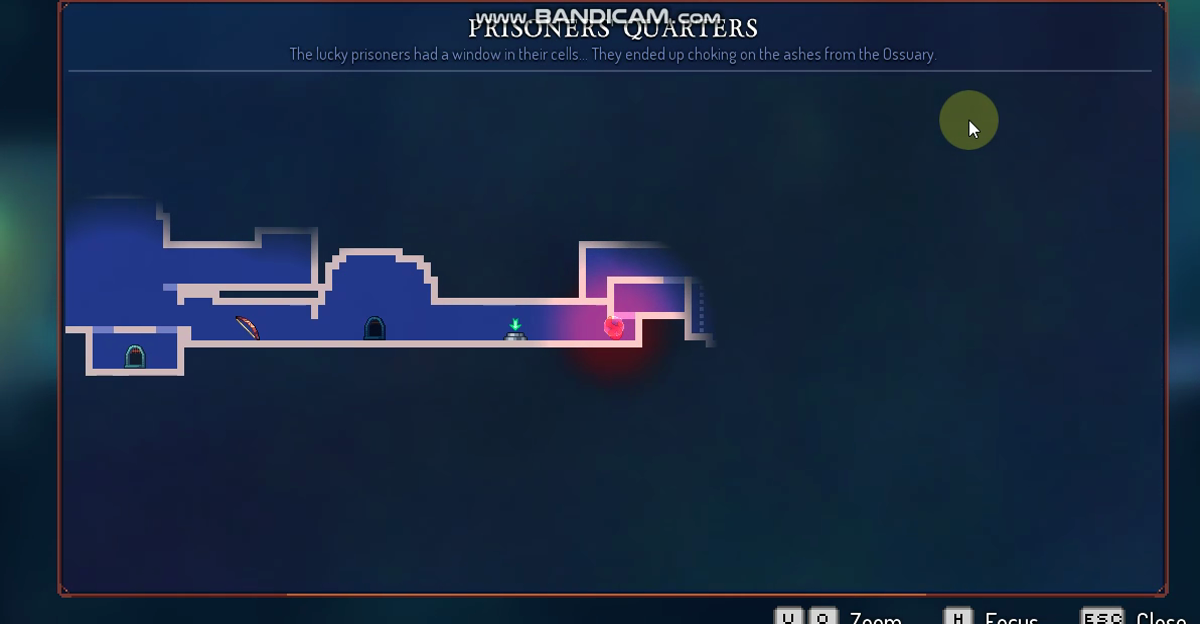 www.BANDICAM.com
PRISONERS' QUARTERS
The lucky prisoners had a window in their cells... They ended up choking on the ashes from the Ossuary.
Zoom
Focus
ESC Close